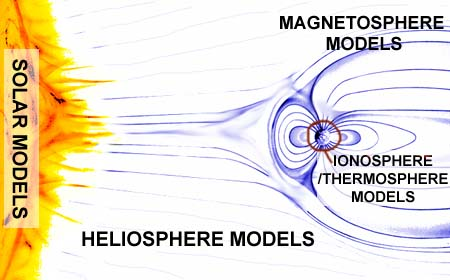 SOLAR MODELS
MAGNETOSPHERE
MODELS
IONOSPHERE
/THERMOSPHERE
MODELS
HELIOSPHERE MODELS